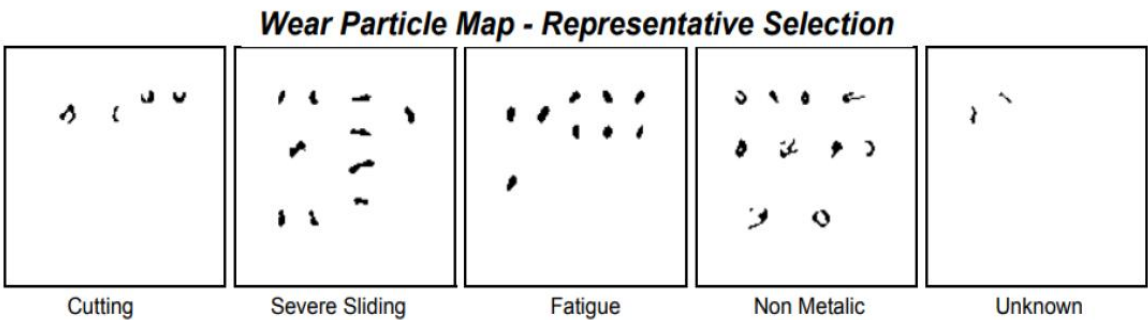 Wear Particle Map - Representative Selection
Cutting
Severe Sliding
Fatigue
Non Metalic
Unknown